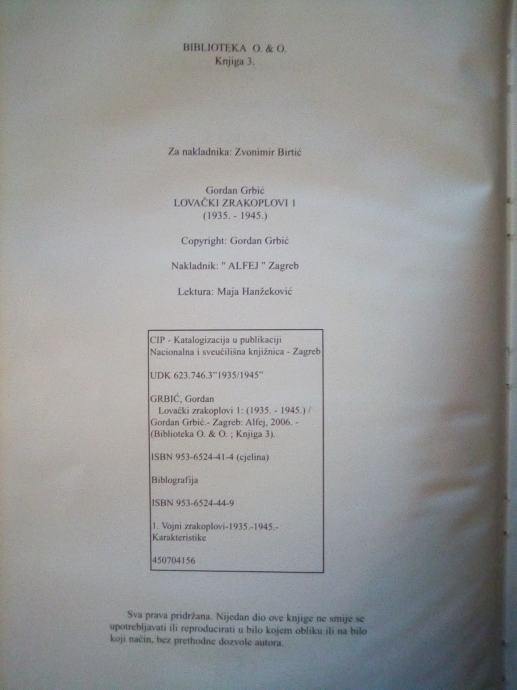 BIBLIOTEKA O. & O.
Knjiga 3.
Za nakladnika: Zvonimir Birtić
Gordan Grbić
LOVAČKI ZRAKOPLOVI 1
(1935. - 1945.)
Copyright: Gordan Grbić
Nakladnik: " ALFEJ " Zagreb
Lektura: Maja Hanžeković
CIP - Katalogizacija u publikaciji
Nacionalna i sveučilišna knjižnica - Zagreb
UDK 623.746.3"1935/1945"
GRBIĆ, Gordan
Lovački zrakoplovi 1: (1935. - 1945.) /
Gordan Grbić.- Zagreb: Alfej, 2006. -
(Biblioteka O. & O. ; Knjiga 3).
ISBN 953-6524-41-4 (cjelina)
Biblografija
ISBN 953-6524-44-9
1. Vojni zrakoplovi-1935.-1945.-
Karakteristike
450704156
Sva prava pridržana. Nijedan dio ove knjige ne smije se
upotrebljavati ili reproducirati u bilo kojem obliku ili na bilo
koji način, bez prethodne dozvole autora.